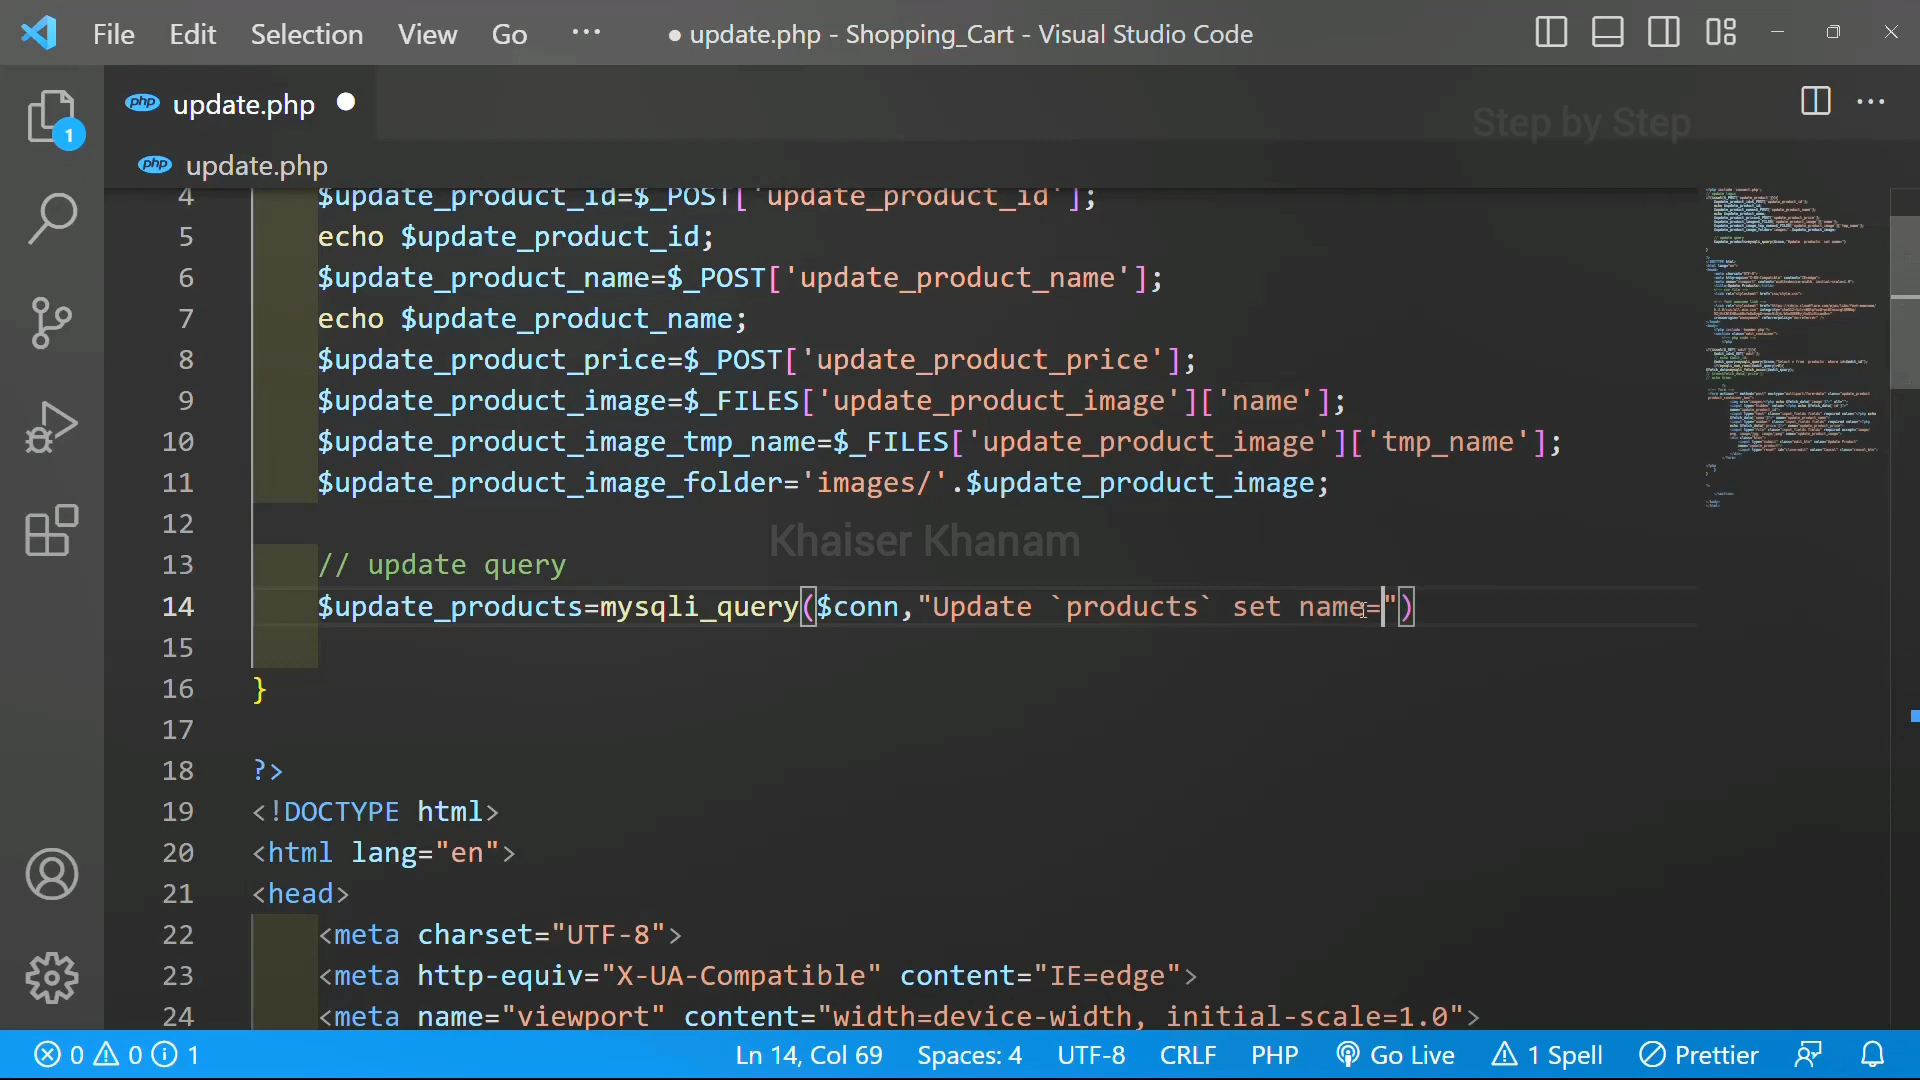 File Edit Selection View Go ··· ● update.php - Shopping_Cart - Visual Studio Code
php update.php
Step by Step
1
php update.php
4 $update_product_id=$_POST['update_product_id'];
5 echo $update_product_id;
6 $update_product_name=$_POST['update_product_name'];
7 echo $update_product_name;
8 $update_product_price=$_POST['update_product_price'];
9 $update_product_image=$_FILES['update_product_image']['name'];
10 $update_product_image_tmp_name=$_FILES['update_product_image']['tmp_name'];
11 $update_product_image_folder='images/'.$update_product_image;
12
Khaiser Khanam
13 // update query
14 $update_products=mysqli_query($conn,"Update `products` set name=")
15
16 }
17
18 ?>
19 <!DOCTYPE html>
20 <html lang="en">
21 <head>
22 <meta charset="UTF-8">
23 <meta http-equiv="X-UA-Compatible" content="IE=edge">
24 <meta name="viewport" content="width=device-width, initial-scale=1.0">
0 0 1 Ln 14, Col 69 Spaces: 4 UTF-8 CRLF PHP Go Live 1 Spell Prettier